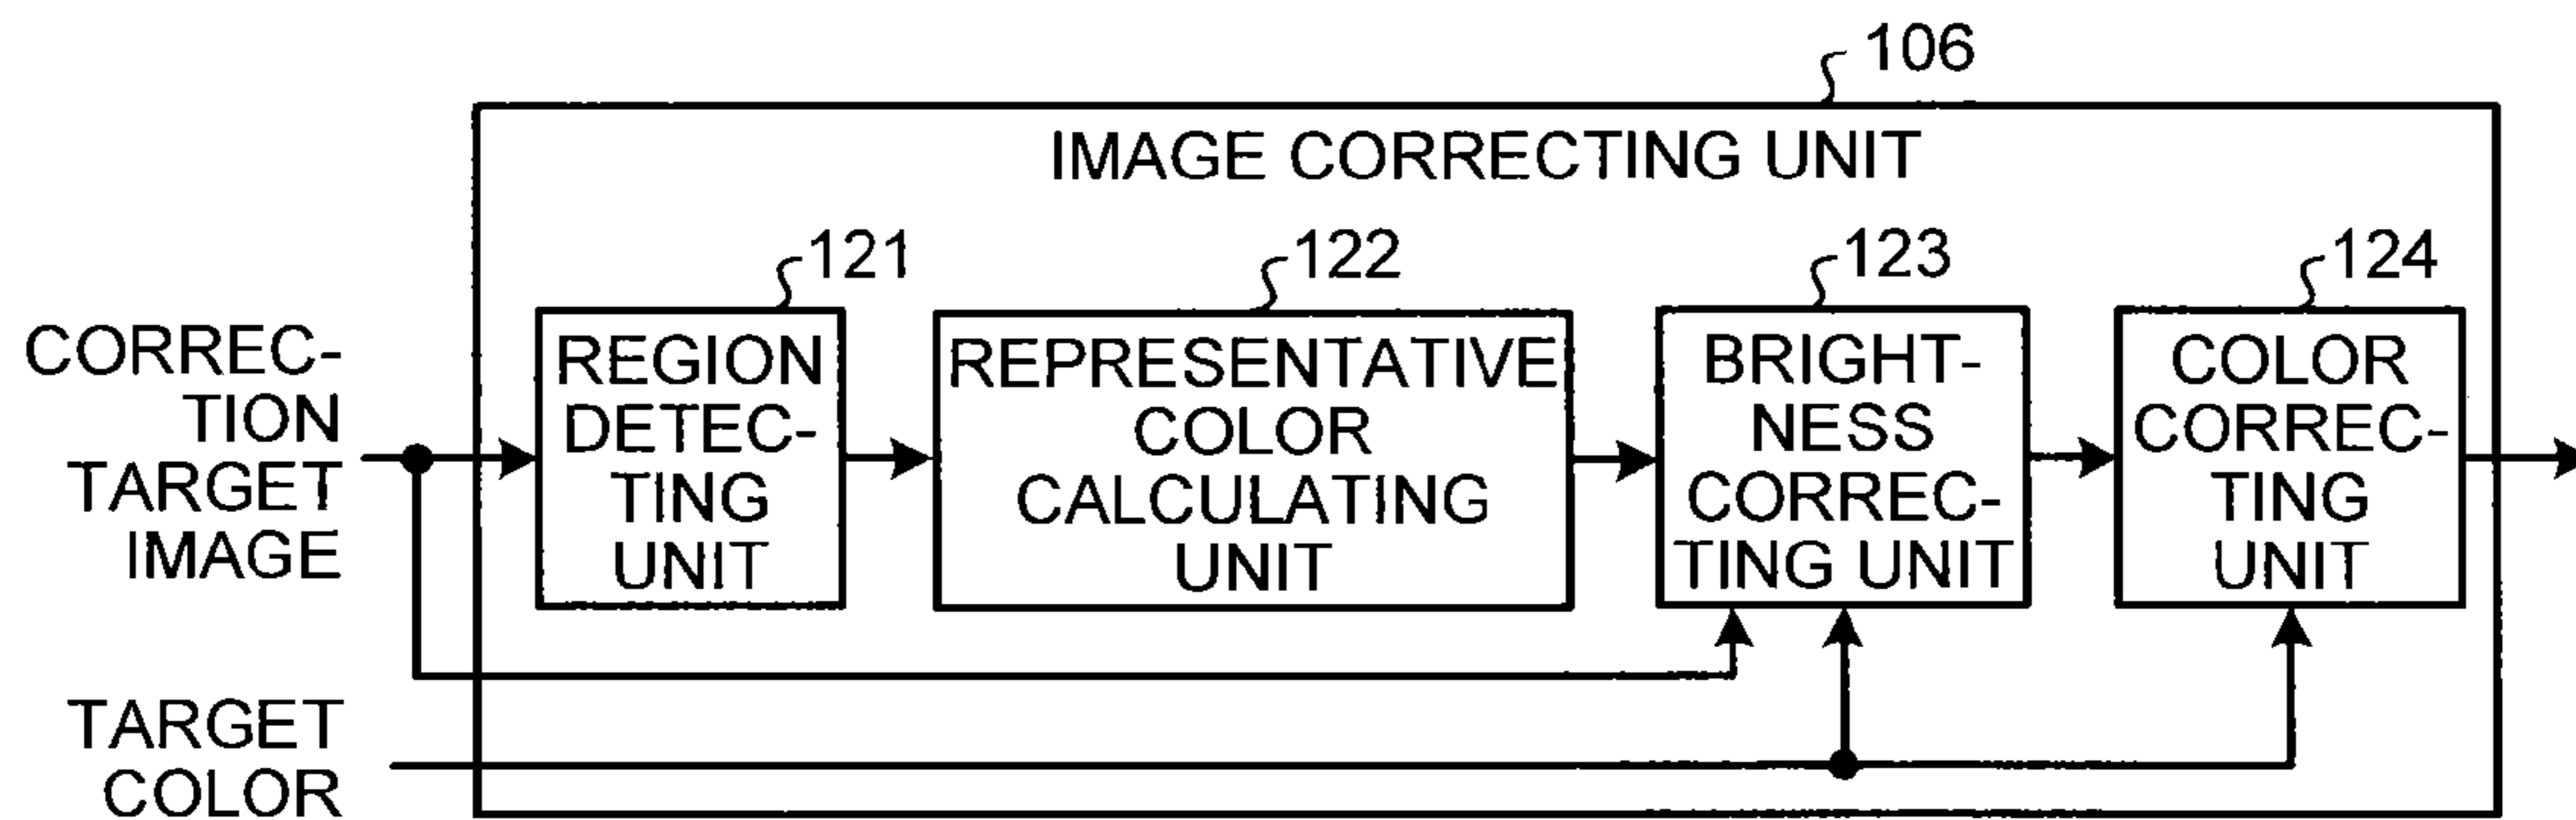 106
IMAGE CORRECTING UNIT
121
122
123
124
CORREC-
TION
TARGET
IMAGE
REGION
DETEC-
TING
UNIT
REPRESENTATIVE
COLOR
CALCULATING
UNIT
BRIGHT-
NESS
CORREC-
TING UNIT
COLOR
CORREC-
TING
UNIT
TARGET
COLOR